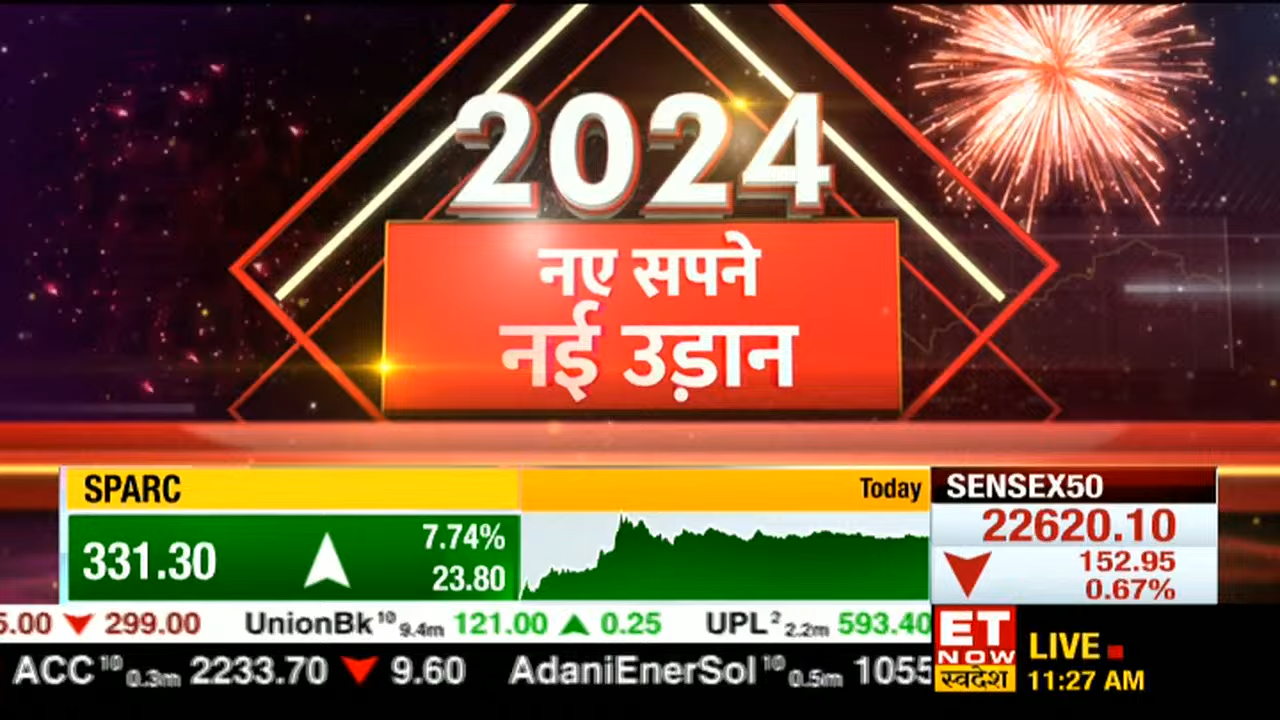 2024
नए सपने
नई उड़ान
SPARC
Today
331.30
7.74%
23.80
SENSEX50
22620.10
152.95
0.67%
5.00 299.00 UnionBk 10 9.4m 121.00 0.25 UPL 2 2.2m 593.40
ACC 10 0.3m 2233.70 9.60 AdaniEnerSol 10 0.5m 1055
ET
NOW
स्वदेश
LIVE
11:27 AM